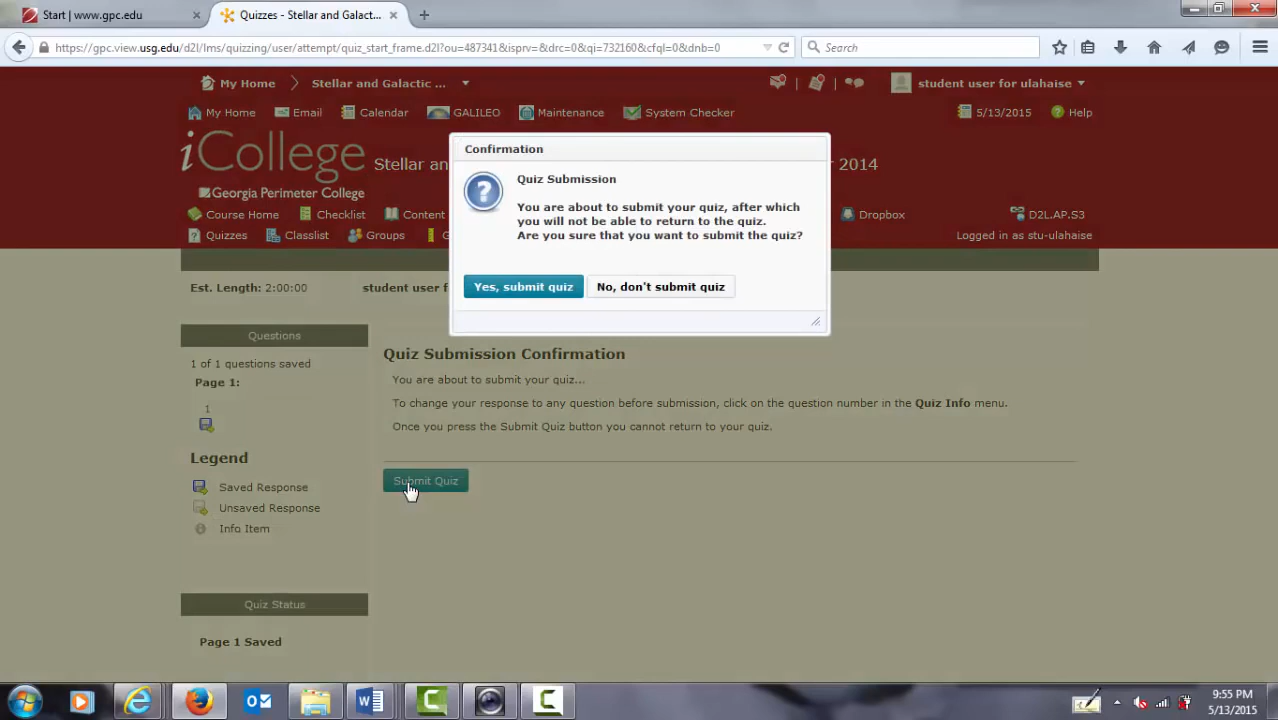 Start | www.gpc.edu
Quizzes - Stellar and Galact...
https://gpc.view.usg.edu/d2l/lms/quizzing/user/attempt/quiz_start_frame.d2l?ou=487341&isprv=&drc=0&qi=732160&cfql=0&dnb=0
Search
My Home
Stellar and Galactic ...
student user for ulahaise
My Home
Email
Calendar
GALILEO
Maintenance
System Checker
5/13/2015
Help
iCollege
Georgia Perimeter College
Stellar an
2014
Course Home
Checklist
Content
Dropbox
D2L.AP.S3
Quizzes
Classlist
Groups
G
Logged in as stu-ulahaise
Confirmation
Quiz Submission
You are about to submit your quiz, after which
you will not be able to return to the quiz.
Are you sure that you want to submit the quiz?
Yes, submit quiz
No, don't submit quiz
Est. Length: 2:00:00
student user f
Questions
1 of 1 questions saved
Page 1:
1
Legend
Saved Response
Unsaved Response
Info Item
Quiz Status
Page 1 Saved
Quiz Submission Confirmation
You are about to submit your quiz...
To change your response to any question before submission, click on the question number in the Quiz Info menu.
Once you press the Submit Quiz button you cannot return to your quiz.
Submit Quiz
9:55 PM
5/13/2015